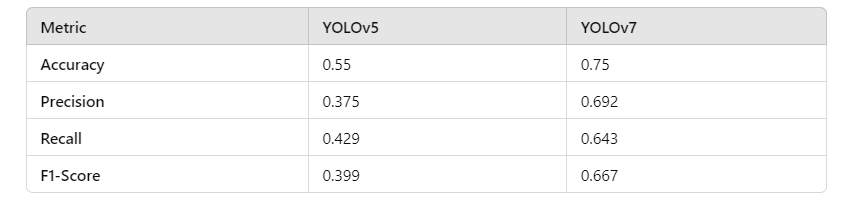 Metric YOLOv5 YOLOv7
Accuracy 0.55 0.75
Precision 0.375 0.692
Recall 0.429 0.643
F1-Score 0.399 0.667